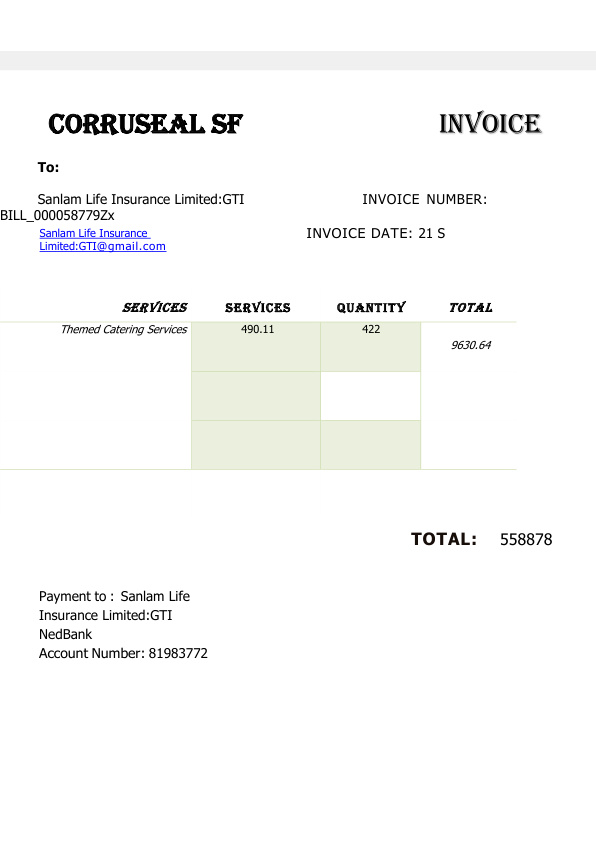 CORRUSEAL SF INVOICE
To:
Sanlam Life Insurance Limited:GTI INVOICE NUMBER:
BILL_000058779Zx
Sanlam Life Insurance INVOICE DATE: 21 S
Limited:GTI@gmail.com
SERVICES SERVICES QUANTITY TOTAL
Themed Catering Services 490.11 422
9630.64
TOTAL: 558878
Payment to : Sanlam Life
Insurance Limited:GTI
NedBank
Account Number: 81983772